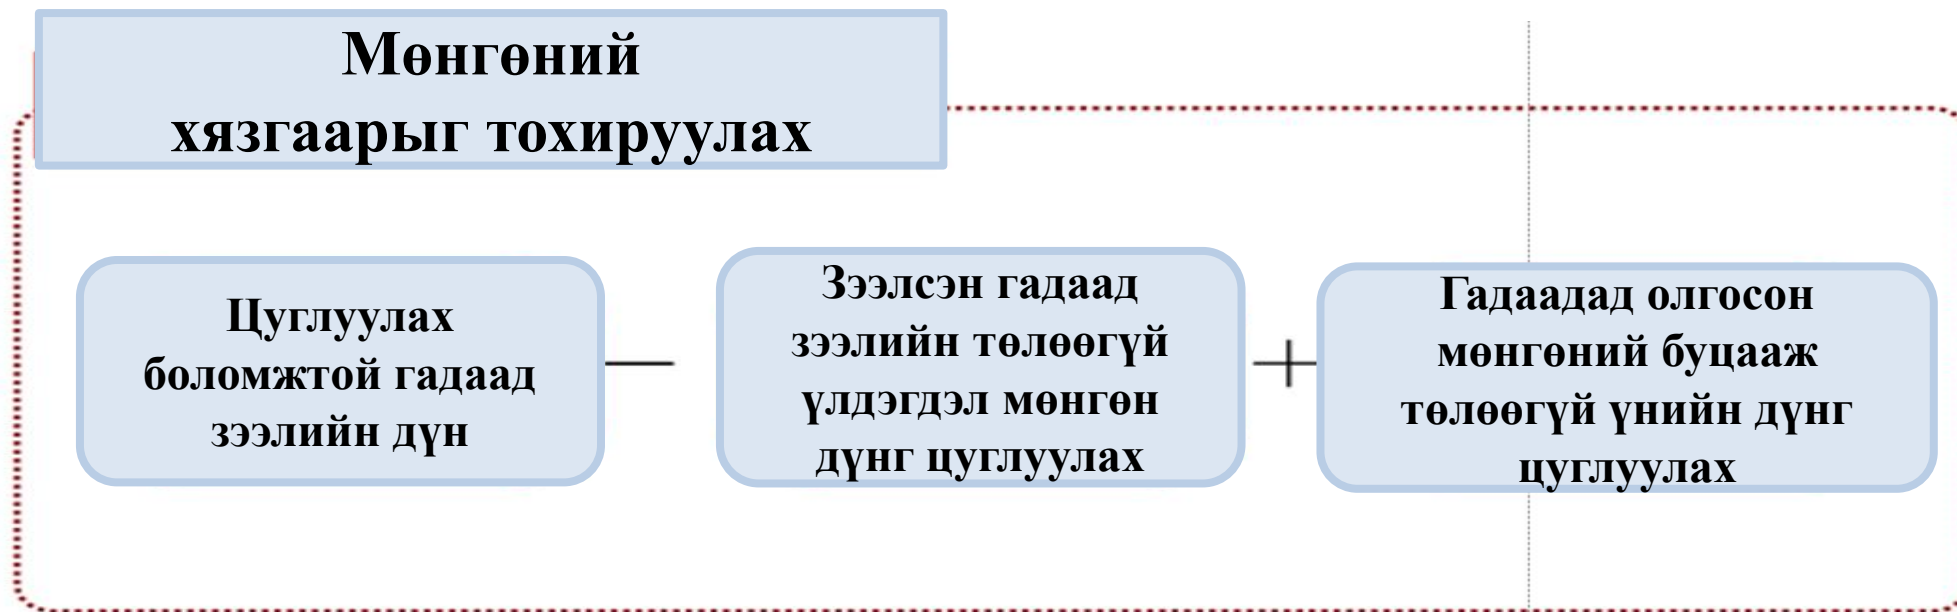 Мөнгөний
хязгаарыг тохируулах
Цуглуулах
боломжтой гадаад
зээлийн дүн
—
Зээлсэн гадаад
зээлийн төлөөгүй
үлдэгдэл мөнгөн
дүнг цуглуулах
+
Гадаадад олгосон
мөнгөний буцааж
төлөөгүй үнийн дүнг
цуглуулах